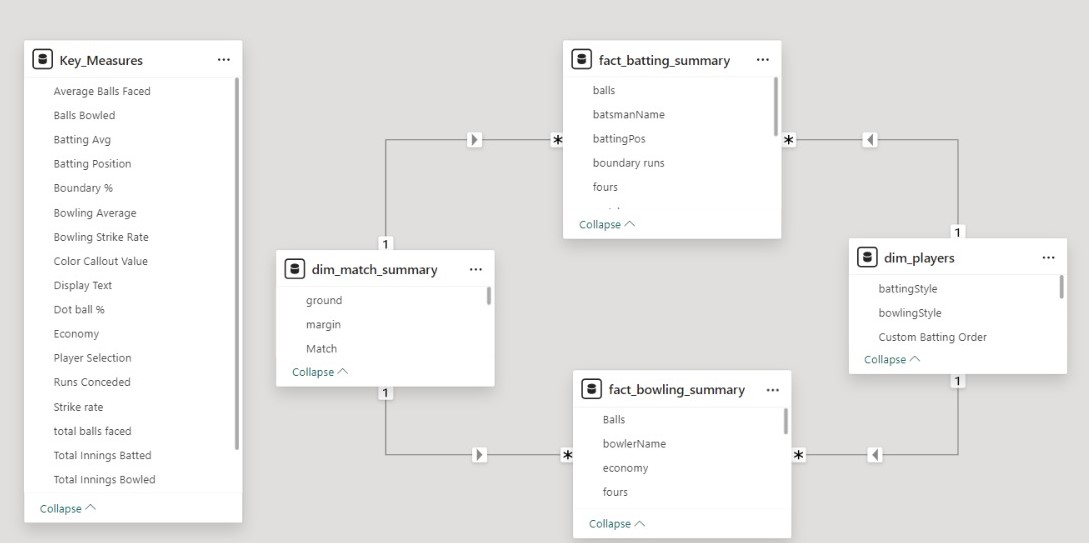 Key_Measures
Average Balls Faced
Balls Bowled
Batting Avg
Batting Position
Boundary %
Bowling Average
Bowling Strike Rate
Color Callout Value
Display Text
Dot ball %
Economy
Player Selection
Runs Conceded
Strike rate
total balls faced
Total Innings Batted
Total Innings Bowled
Collapse
fact_batting_summary
balls
batsmanName
battingPos
boundary runs
fours
Collapse
*
*
1
1
dim_match_summary
ground
margin
Match
Collapse
dim_players
battingStyle
bowlingStyle
Custom Batting Order
Collapse
1
1
fact_bowling_summary
Balls
bowlerName
economy
fours
Collapse
*
*